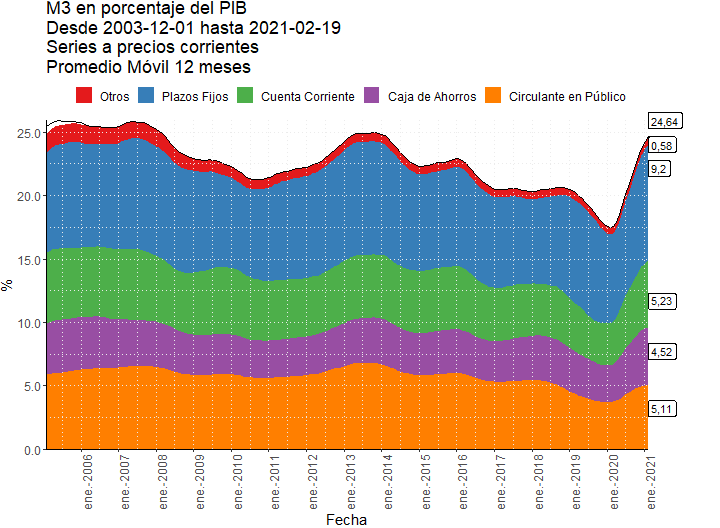 M3 en porcentaje del PIB
Desde 2003-12-01 hasta 2021-02-19
Series a precios corrientes
Promedio Móvil 12 meses
Otros Plazos Fijos Cuenta Corriente Caja de Ahorros Circulante en Público
24,64
25.0
0,58
9,2
20.0
15.0
%
5,23
10.0
4,52
5.0
5,11
0.0
ene.-2006 ene.-2007 ene.-2008 ene.-2009 ene.-2010 ene.-2011 ene.-2012 ene.-2013 ene.-2014 ene.-2015 ene.-2016 ene.-2017 ene.-2018 ene.-2019 ene.-2020 ene.-2021
Fecha